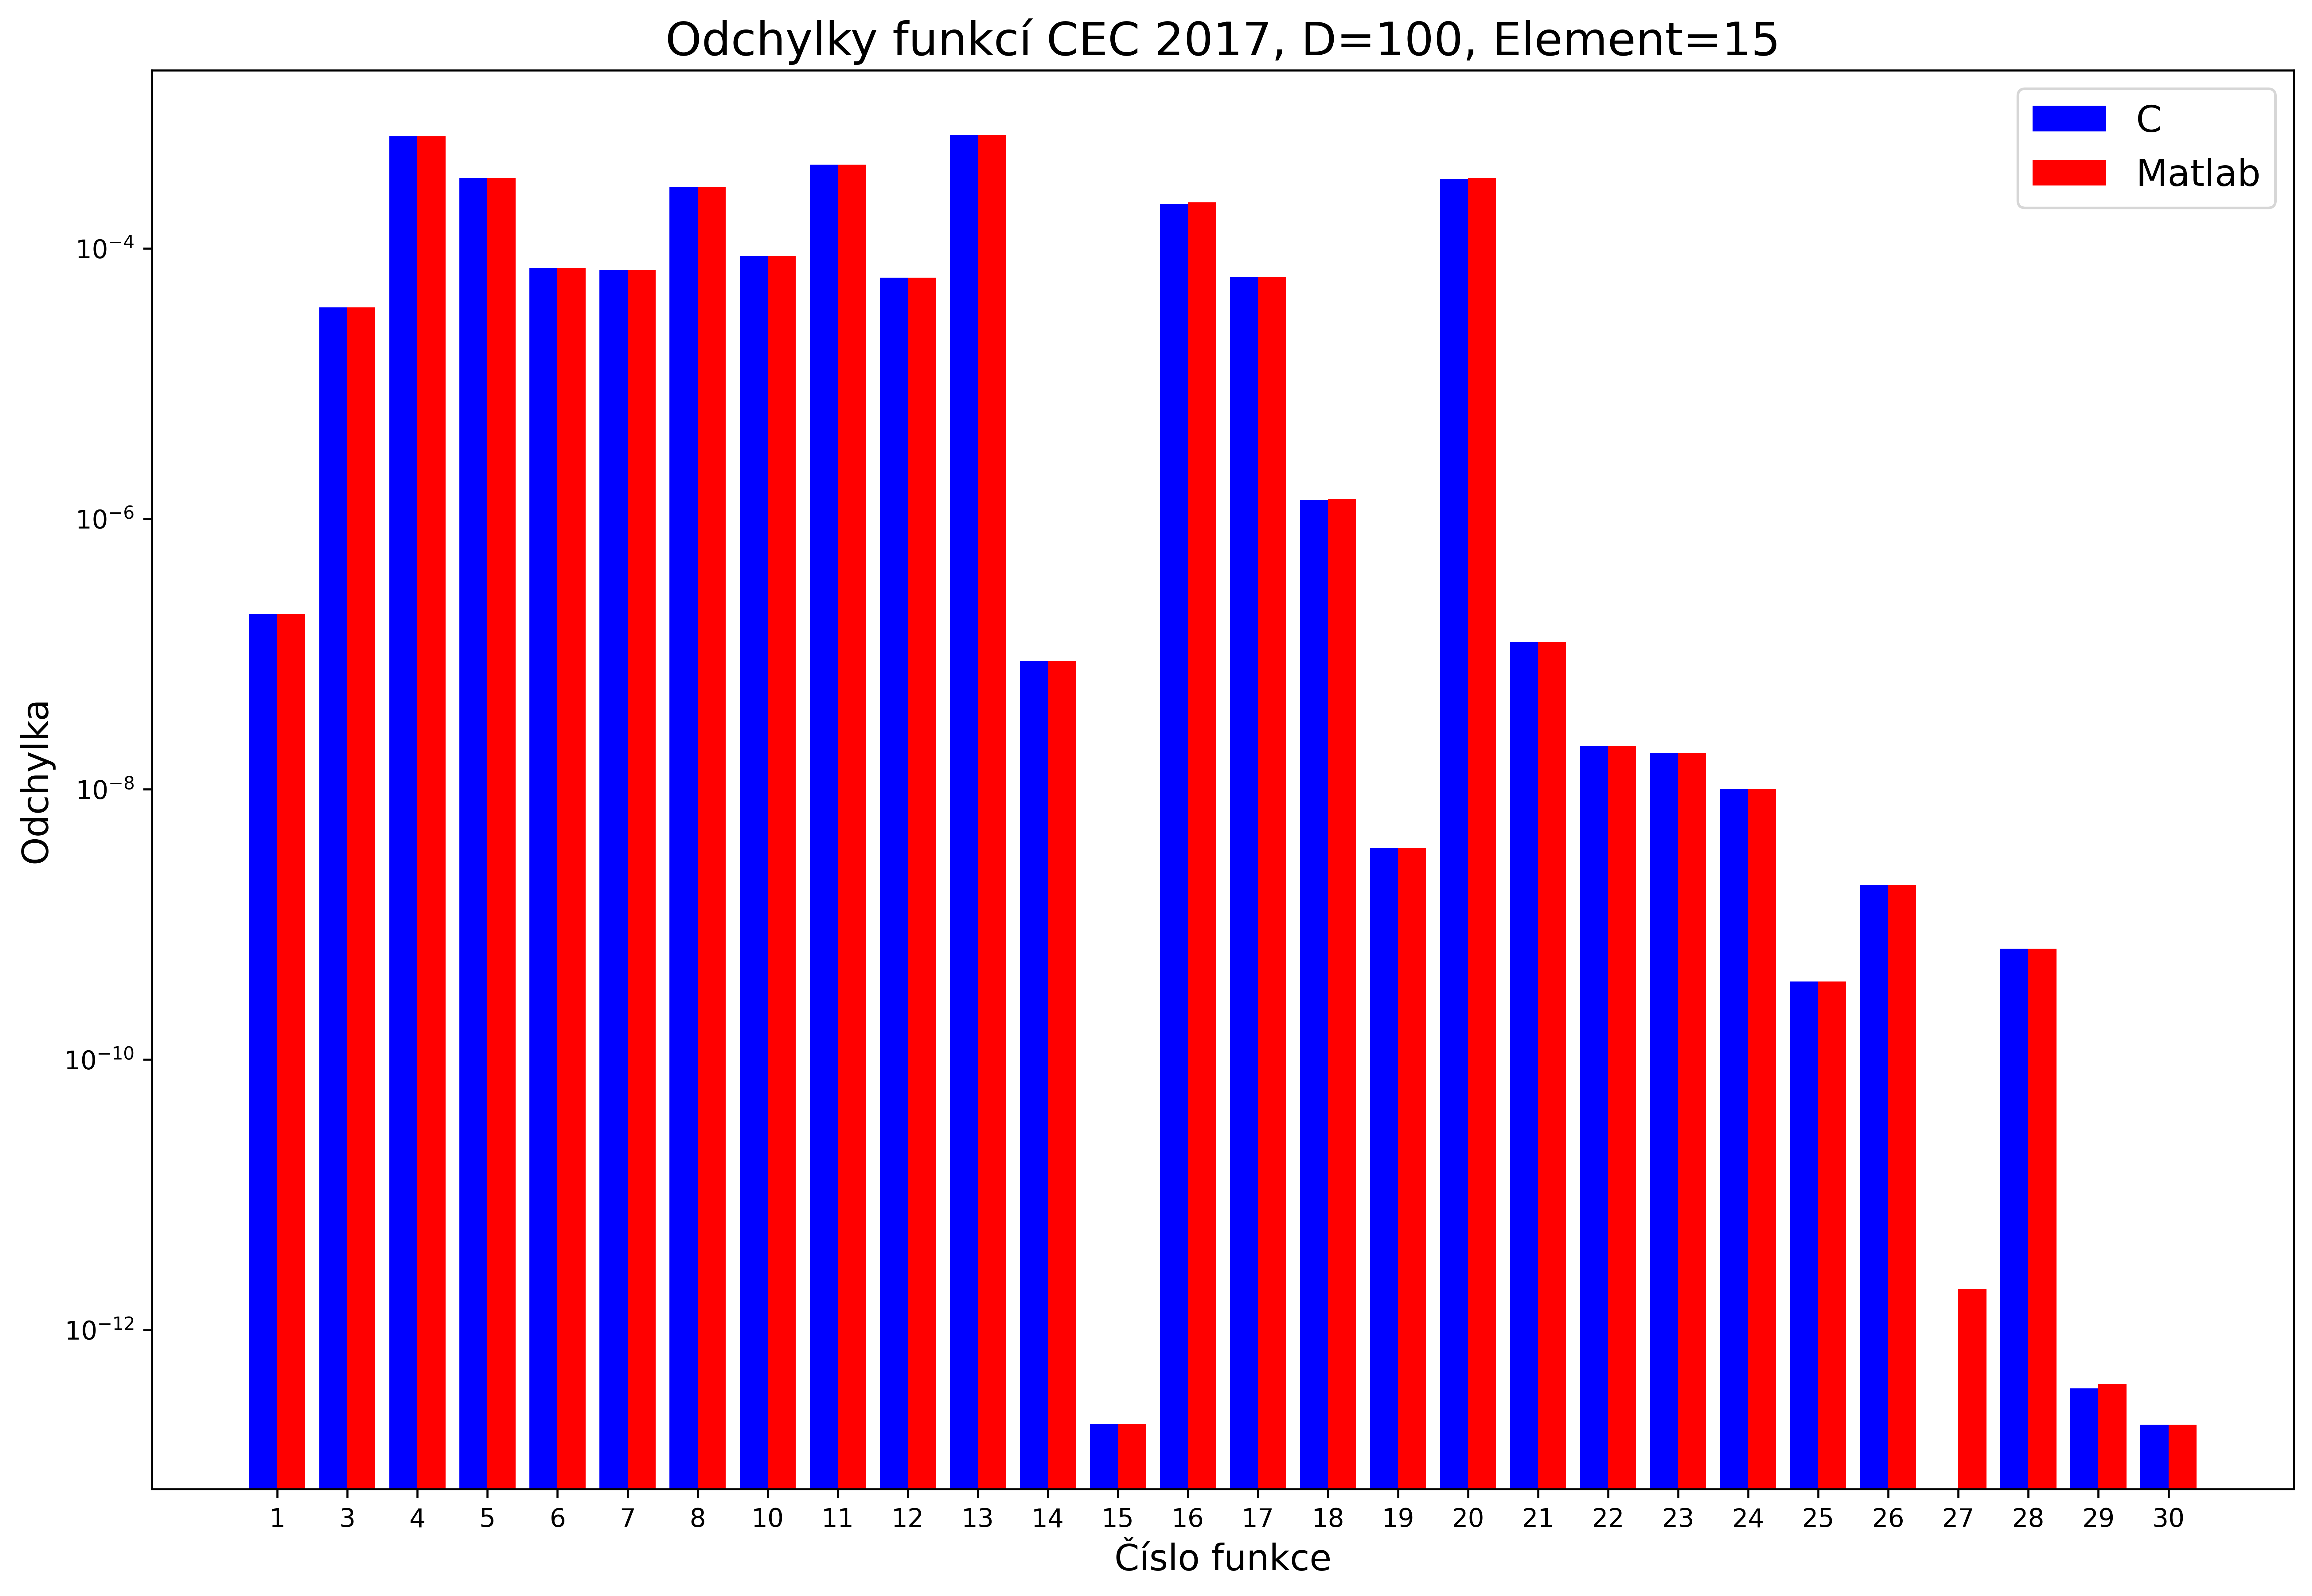 Odchylky funkcí CEC 2017, D=100, Element=15
C
Matlab
Odchylka
10⁻⁴
10⁻⁶
10⁻⁸
10⁻¹⁰
10⁻¹²
1 3 4 5 6 7 8 10 11 12 13 14 15 16 17 18 19 20 21 22 23 24 25 26 27 28 29 30
Číslo funkce